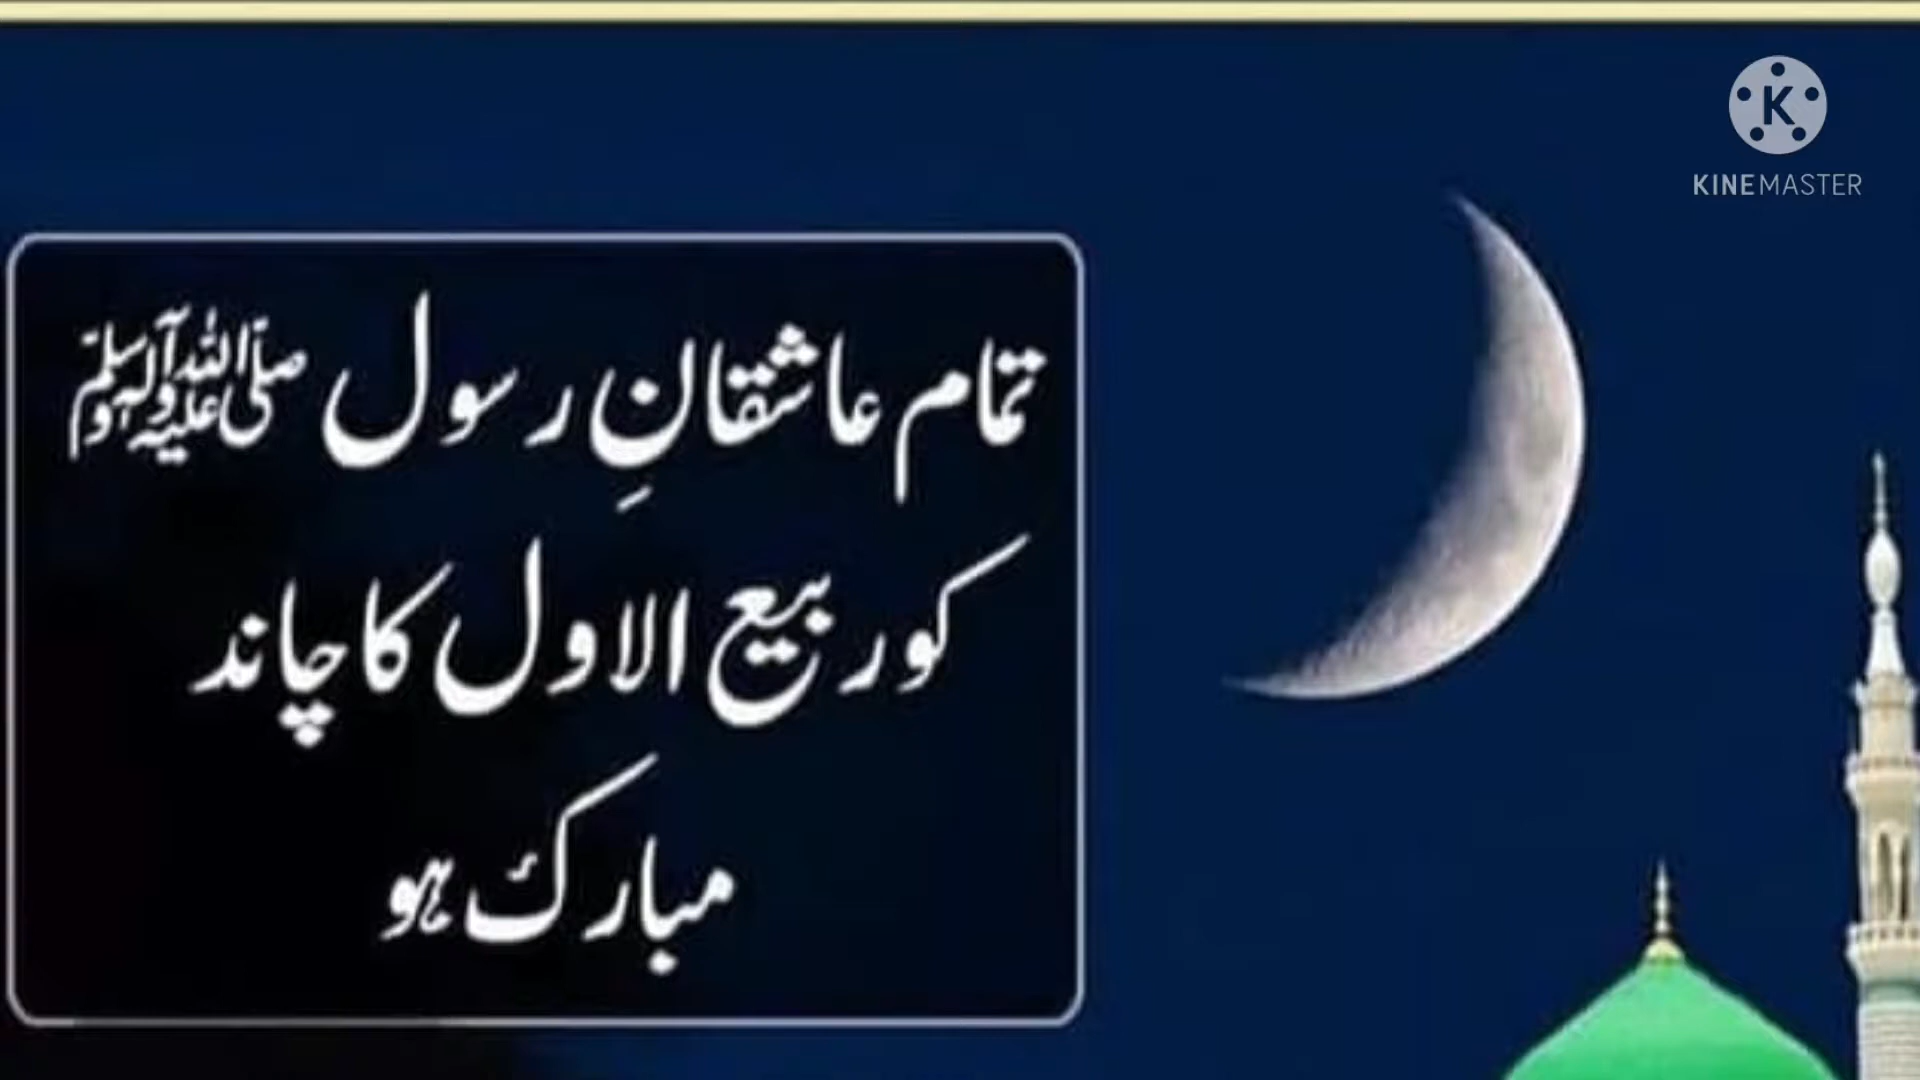 KINEMASTER
تمام عاشقانِ رسول صلی اللہ علیہ وآلہ وسلم
کو ربیع الاول کا چاند
مبارک ہو